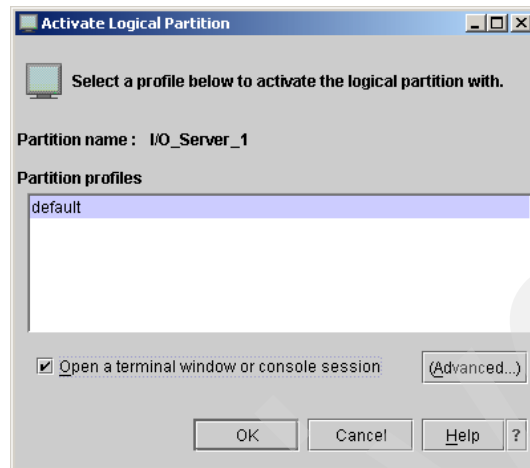 Activate Logical Partition
Select a profile below to activate the logical partition with.
Partition name : I/O_Server_1
Partition profiles
default
Open a terminal window or console session
(Advanced...)
OK
Cancel
Help
?